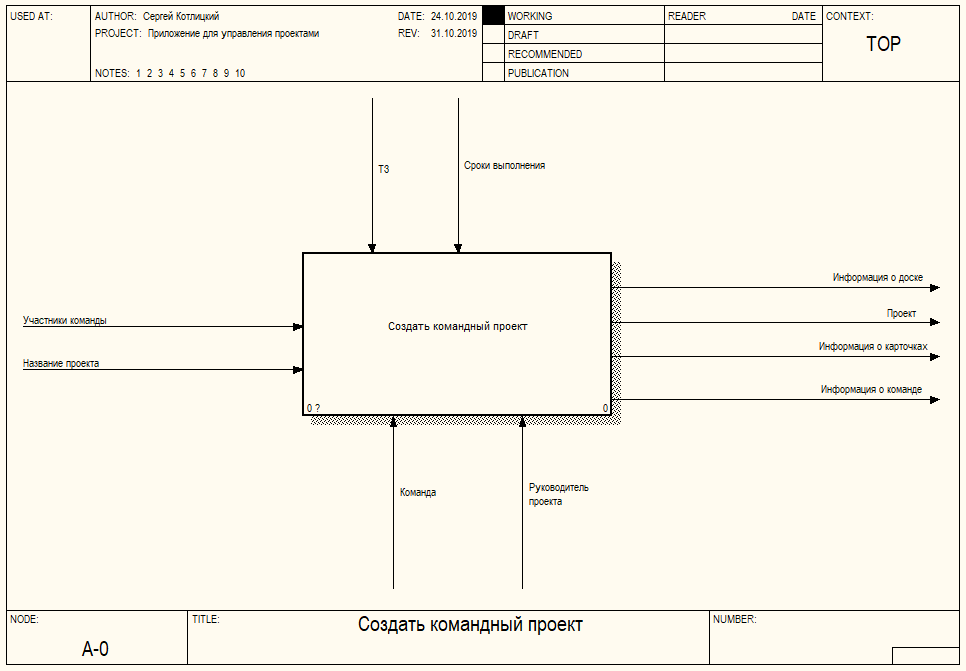 USED AT:
AUTHOR: Сергей Котлицкий
DATE: 24.10.2019
PROJECT: Приложение для управления проектами
REV: 31.10.2019
NOTES: 1 2 3 4 5 6 7 8 9 10
WORKING
DRAFT
RECOMMENDED
PUBLICATION
READER DATE
CONTEXT:
TOP
ТЗ
Сроки выполнения
Участники команды
Название проекта
Создать командный проект
0 ?
0
Информация о доске
Проект
Информация о карточках
Информация о команде
Команда
Руководитель
проекта
NODE:
A-0
TITLE:
Создать командный проект
NUMBER: